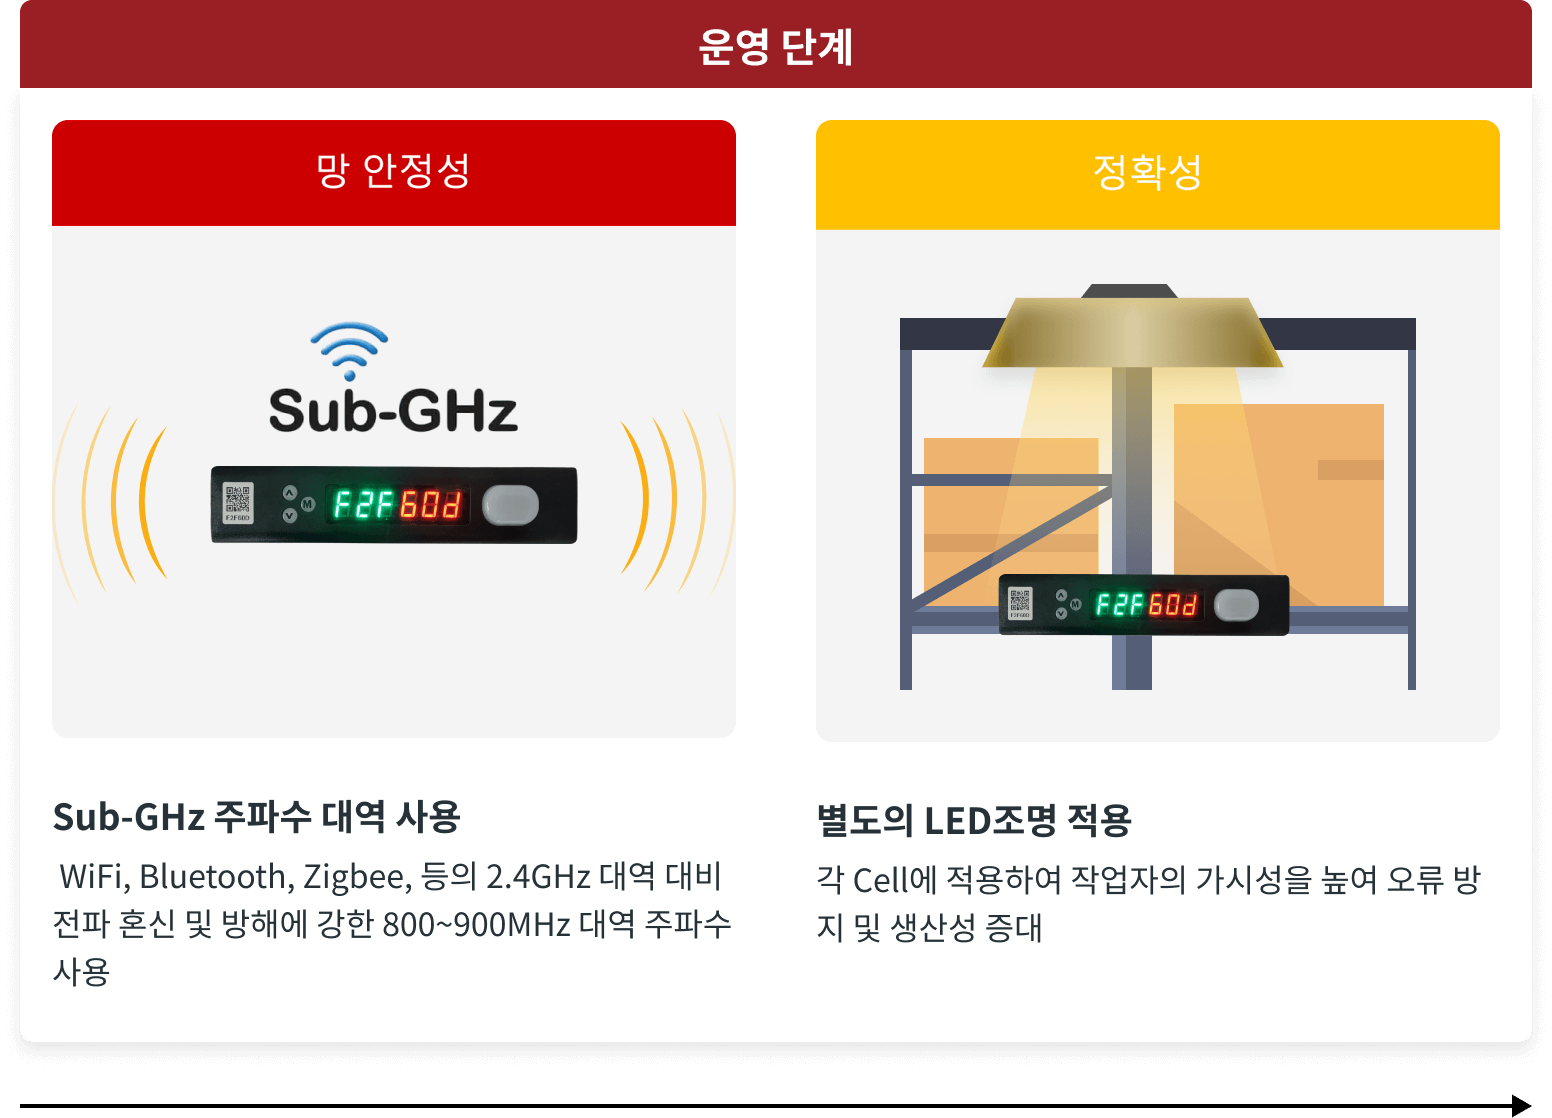 운영 단계
망 안정성
Sub-GHz
F2F60D
M
F2F60d
Sub-GHz 주파수 대역 사용
WiFi, Bluetooth, Zigbee, 등의 2.4GHz 대역 대비
전파 혼신 및 방해에 강한 800~900MHz 대역 주파수
사용
정확성
F2F60D
M
F2F60d
별도의 LED조명 적용
각 Cell에 적용하여 작업자의 가시성을 높여 오류 방
지 및 생산성 증대